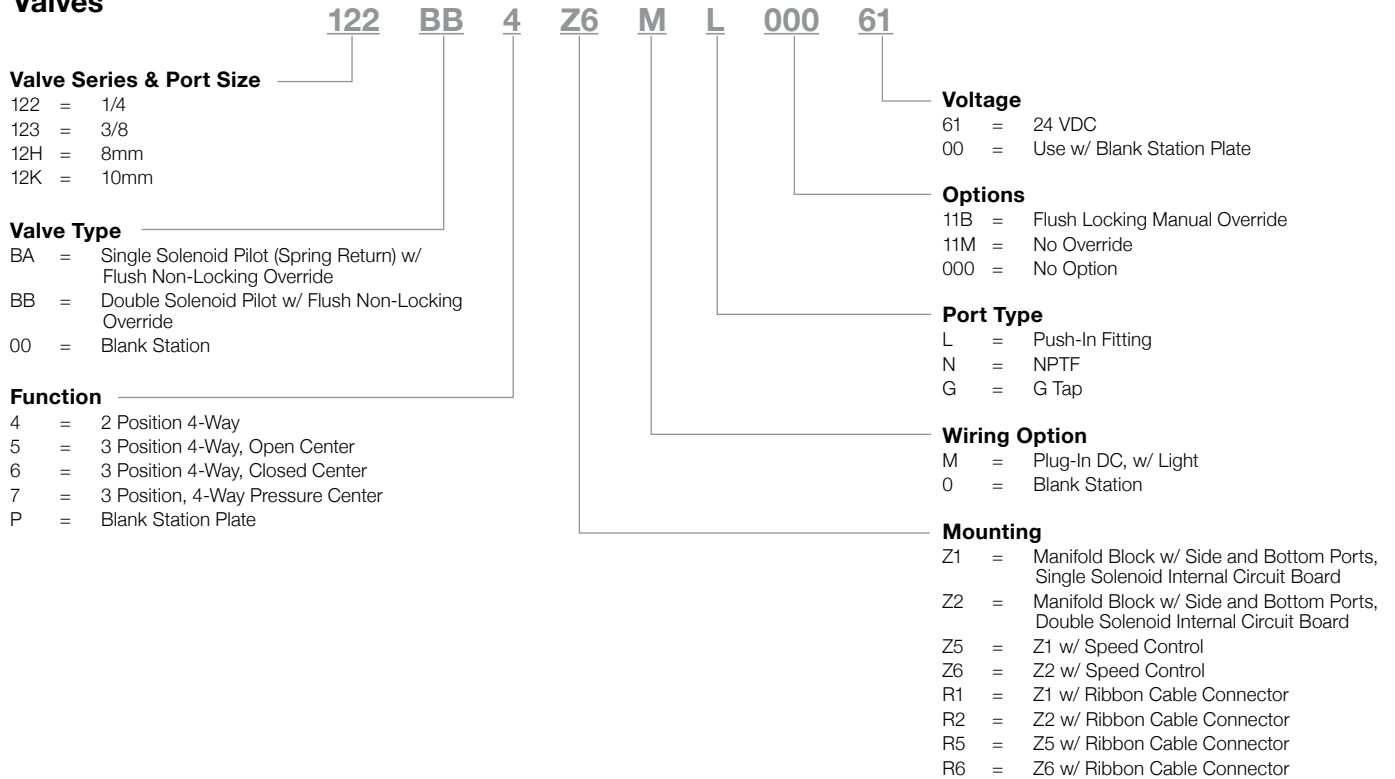 Valves
122 BB 4 Z6 M L 000 61
Valve Series & Port Size
122 = 1/4
123 = 3/8
12H = 8mm
12K = 10mm
Valve Type
BA = Single Solenoid Pilot (Spring Return) w/
Flush Non-Locking Override
BB = Double Solenoid Pilot w/ Flush Non-Locking
Override
00 = Blank Station
Function
4 = 2 Position 4-Way
5 = 3 Position 4-Way, Open Center
6 = 3 Position 4-Way, Closed Center
7 = 3 Position, 4-Way Pressure Center
P = Blank Station Plate
Voltage
61 = 24 VDC
00 = Use w/ Blank Station Plate
Options
11B = Flush Locking Manual Override
11M = No Override
000 = No Option
Port Type
L = Push-In Fitting
N = NPTF
G = G Tap
Wiring Option
M = Plug-In DC, w/ Light
0 = Blank Station
Mounting
Z1 = Manifold Block w/ Side and Bottom Ports,
Single Solenoid Internal Circuit Board
Z2 = Manifold Block w/ Side and Bottom Ports,
Double Solenoid Internal Circuit Board
Z5 = Z1 w/ Speed Control
Z6 = Z2 w/ Speed Control
R1 = Z1 w/ Ribbon Cable Connector
R2 = Z2 w/ Ribbon Cable Connector
R5 = Z5 w/ Ribbon Cable Connector
R6 = Z6 w/ Ribbon Cable Connector